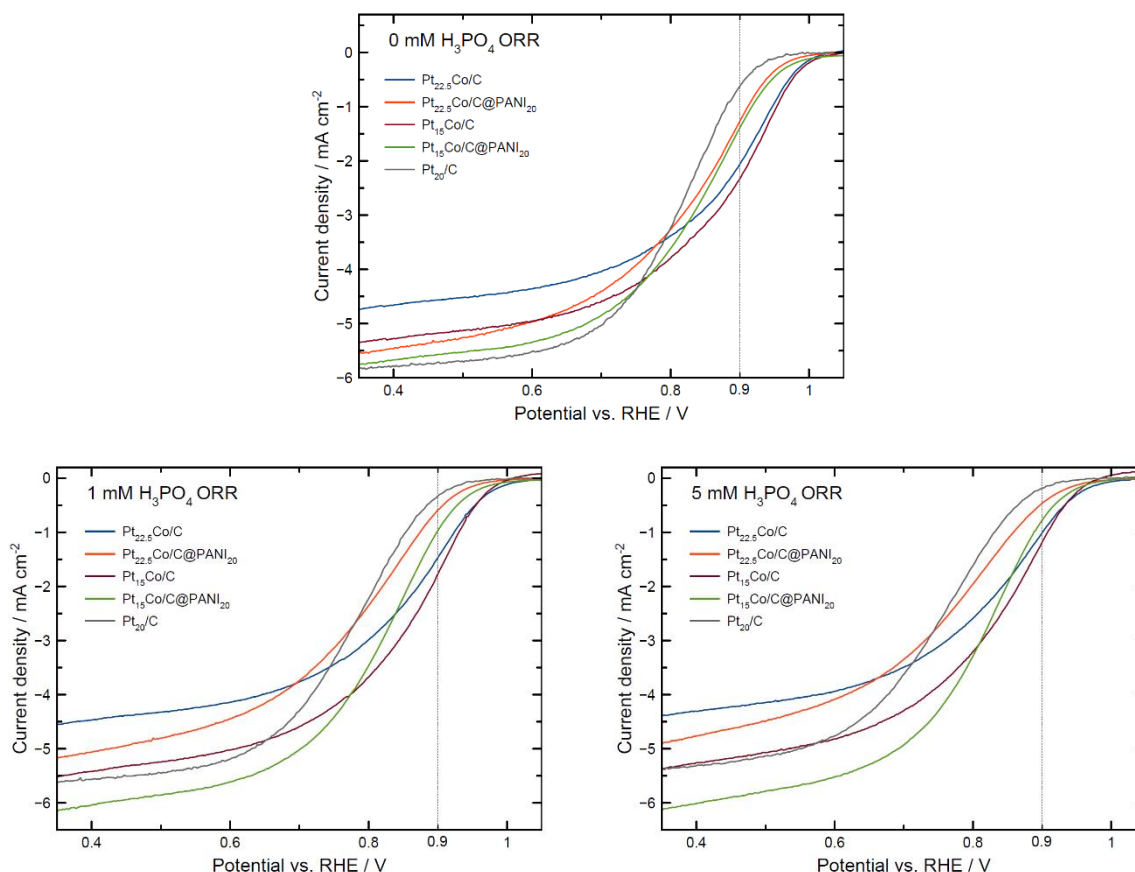 0 mM H₃PO₄ ORR
Pt₂₂.₅Co/C
Pt₂₂.₅Co/C@PANI₂₀
Pt₁₅Co/C
Pt₁₅Co/C@PANI₂₀
Pt₂₀/C
Current density / mA cm⁻²
0
−1
−2
−3
−4
−5
−6
0.4
0.6
0.8
0.9
1
Potential vs. RHE / V
1 mM H₃PO₄ ORR
Pt₂₂.₅Co/C
Pt₂₂.₅Co/C@PANI₂₀
Pt₁₅Co/C
Pt₁₅Co/C@PANI₂₀
Pt₂₀/C
Current density / mA cm⁻²
0
−1
−2
−3
−4
−5
−6
0.4
0.6
0.8
0.9
1
Potential vs. RHE / V
5 mM H₃PO₄ ORR
Pt₂₂.₅Co/C
Pt₂₂.₅Co/C@PANI₂₀
Pt₁₅Co/C
Pt₁₅Co/C@PANI₂₀
Pt₂₀/C
Current density / mA cm⁻²
0
−1
−2
−3
−4
−5
−6
0.4
0.6
0.8
0.9
1
Potential vs. RHE / V